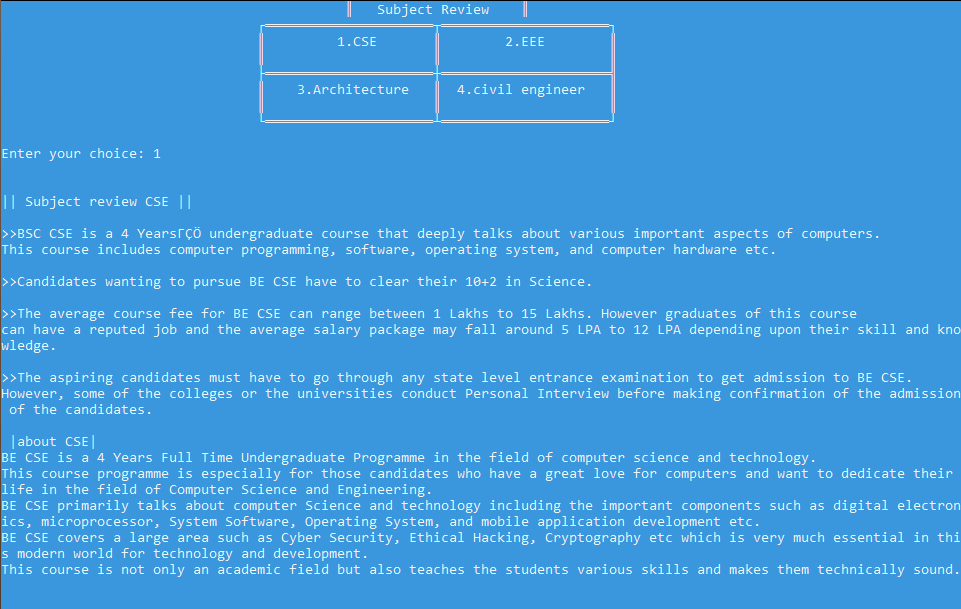 Subject Review
1.CSE 2.EEE
3.Architecture 4.civil engineer
Enter your choice: 1
|| Subject review CSE ||
>>BSC CSE is a 4 YearsΓÇÖ undergraduate course that deeply talks about various important aspects of computers.
This course includes computer programming, software, operating system, and computer hardware etc.
>>Candidates wanting to pursue BE CSE have to clear their 10+2 in Science.
>>The average course fee for BE CSE can range between 1 Lakhs to 15 Lakhs. However graduates of this course
can have a reputed job and the average salary package may fall around 5 LPA to 12 LPA depending upon their skill and kno
wledge.
>>The aspiring candidates must have to go through any state level entrance examination to get admission to BE CSE.
However, some of the colleges or the universities conduct Personal Interview before making confirmation of the admission
of the candidates.
|about CSE|
BE CSE is a 4 Years Full Time Undergraduate Programme in the field of computer science and technology.
This course programme is especially for those candidates who have a great love for computers and want to dedicate their
life in the field of Computer Science and Engineering.
BE CSE primarily talks about computer Science and technology including the important components such as digital electron
ics, microprocessor, System Software, Operating System, and mobile application development etc.
BE CSE covers a large area such as Cyber Security, Ethical Hacking, Cryptography etc which is very much essential in thi
s modern world for technology and development.
This course is not only an academic field but also teaches the students various skills and makes them technically sound.